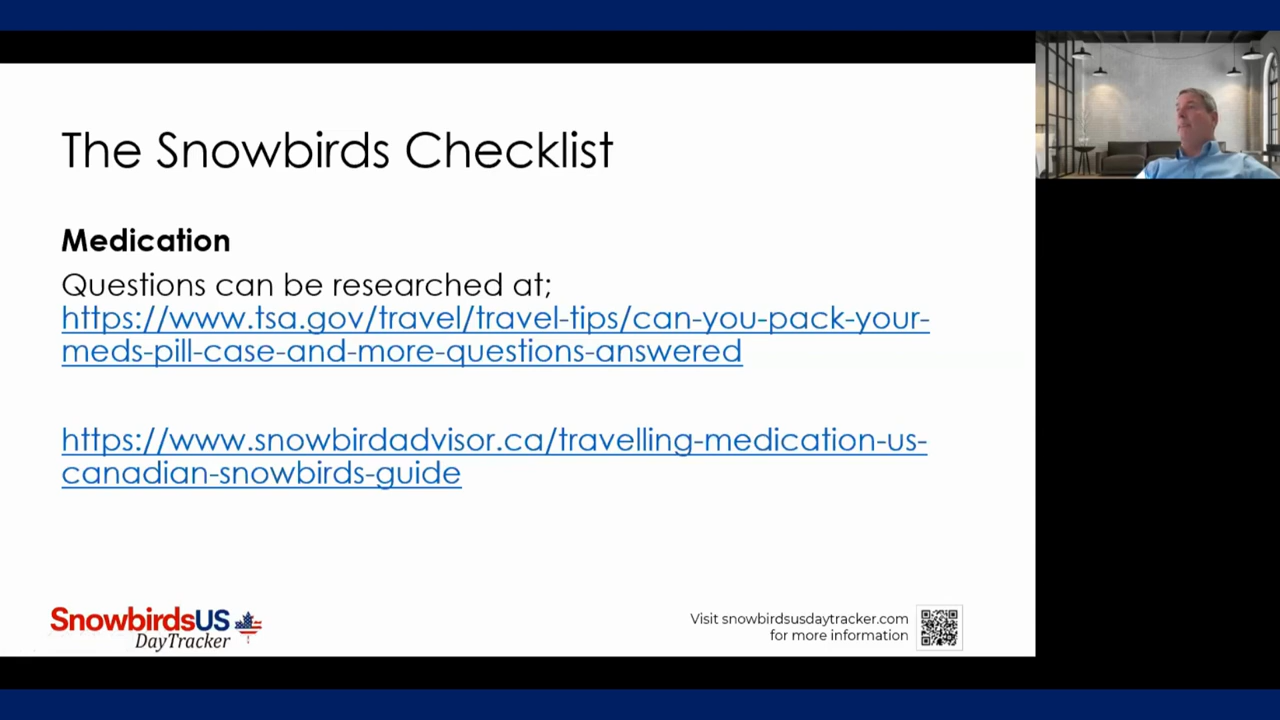 The Snowbirds Checklist
Medication
Questions can be researched at;
https://www.tsa.gov/travel/travel-tips/can-you-pack-your-
meds-pill-case-and-more-questions-answered
https://www.snowbirdadvisor.ca/travelling-medication-us-
canadian-snowbirds-guide
SnowbirdsUS
DayTracker
Visit snowbirdsusdaytracker.com
for more information